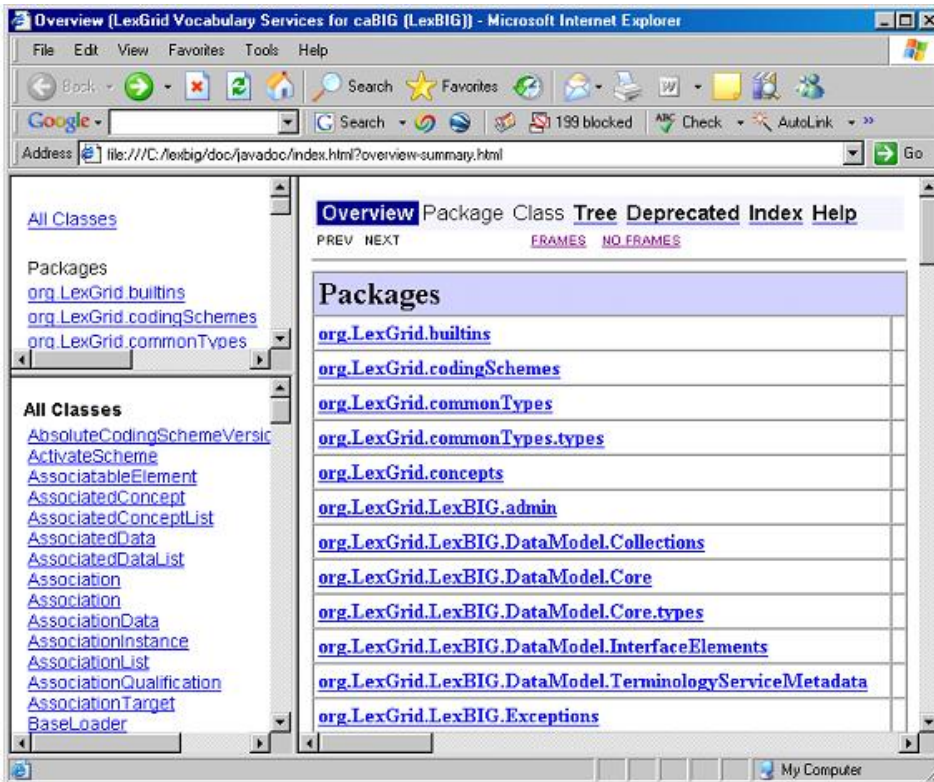 Overview (LexGrid Vocabulary Services for caBIG (LexBIG)) - Microsoft Internet Explorer
File Edit View Favorites Tools Help
Back Search Favorites
Google Search 199 blocked ABC Check AutoLink »
Address file:///C:/lexbig/doc/javadoc/index.html?overview-summary.html Go
All Classes
Packages
org.LexGrid.builtins
org.LexGrid.codingSchemes
org.LexGrid.commonTypes
All Classes
AbsoluteCodingSchemeVersic
ActivateScheme
AssociatableElement
AssociatedConcept
AssociatedConceptList
AssociatedData
AssociatedDataList
Association
Association
AssociationData
AssociationInstance
AssociationList
AssociationQualification
AssociationTarget
BaseLoader
Overview Package Class Tree Deprecated Index Help
PREV NEXT FRAMES NO FRAMES
Packages
org.LexGrid.builtins
org.LexGrid.codingSchemes
org.LexGrid.commonTypes
org.LexGrid.commonTypes.types
org.LexGrid.concepts
org.LexGrid.LexBIG.admin
org.LexGrid.LexBIG.DataModel.Collections
org.LexGrid.LexBIG.DataModel.Core
org.LexGrid.LexBIG.DataModel.Core.types
org.LexGrid.LexBIG.DataModel.InterfaceElements
org.LexGrid.LexBIG.DataModel.TerminologyServiceMetadata
org.LexGrid.LexBIG.Exceptions
My Computer